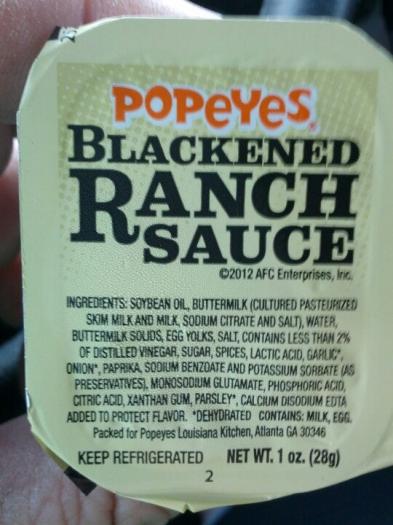 POPEYES
BLACKENED
RANCH
SAUCE
©2012 AFC Enterprises, Inc.
INGREDIENTS: SOYBEAN OIL, BUTTERMILK (CULTURED PASTEURIZED
SKIM MILK AND MILK, SODIUM CITRATE AND SALT), WATER,
BUTTERMILK SOLIDS, EGG YOLKS, SALT, CONTAINS LESS THAN 2%
OF DISTILLED VINEGAR, SUGAR, SPICES, LACTIC ACID, GARLIC*,
ONION*, PAPRIKA, SODIUM BENZOATE AND POTASSIUM SORBATE (AS
PRESERVATIVES), MONOSODIUM GLUTAMATE, PHOSPHORIC ACID,
CITRIC ACID, XANTHAN GUM, PARSLEY*, CALCIUM DISODIUM EDTA
ADDED TO PROTECT FLAVOR. *DEHYDRATED CONTAINS: MILK, EGG.
Packed for Popeyes Louisiana Kitchen, Atlanta GA 30346
KEEP REFRIGERATED NET WT. 1 oz. (28g)
2